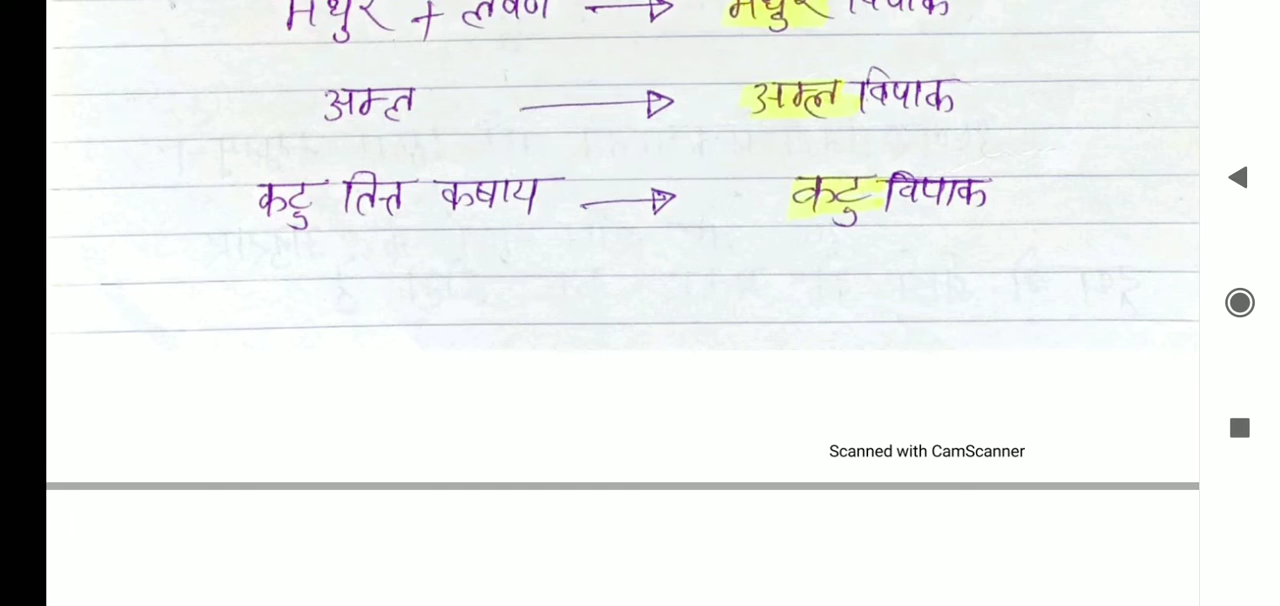 मधुर + लवण → मधुर विपाक
अम्ल → अम्ल विपाक
कटु तित्त कषाय → कटु विपाक
Scanned with CamScanner